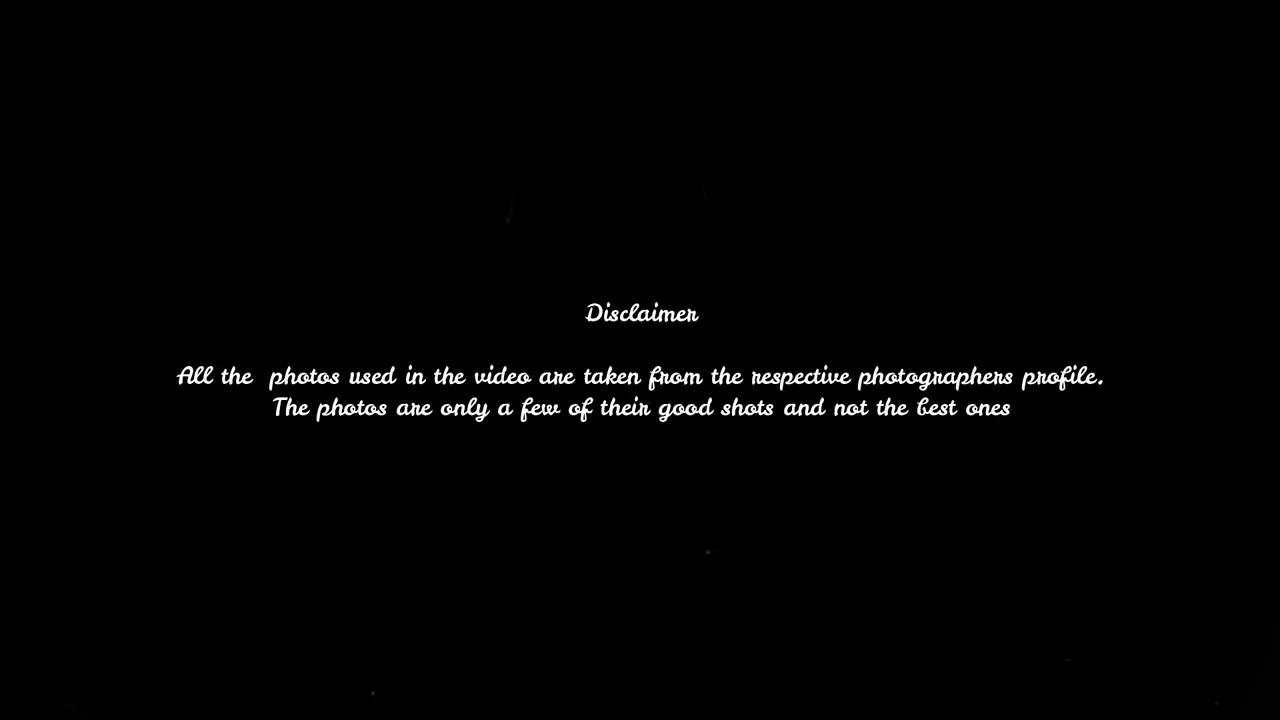 Disclaimer
All the photos used in the video are taken from the respective photographers profile.
The photos are only a few of their good shots and not the best ones